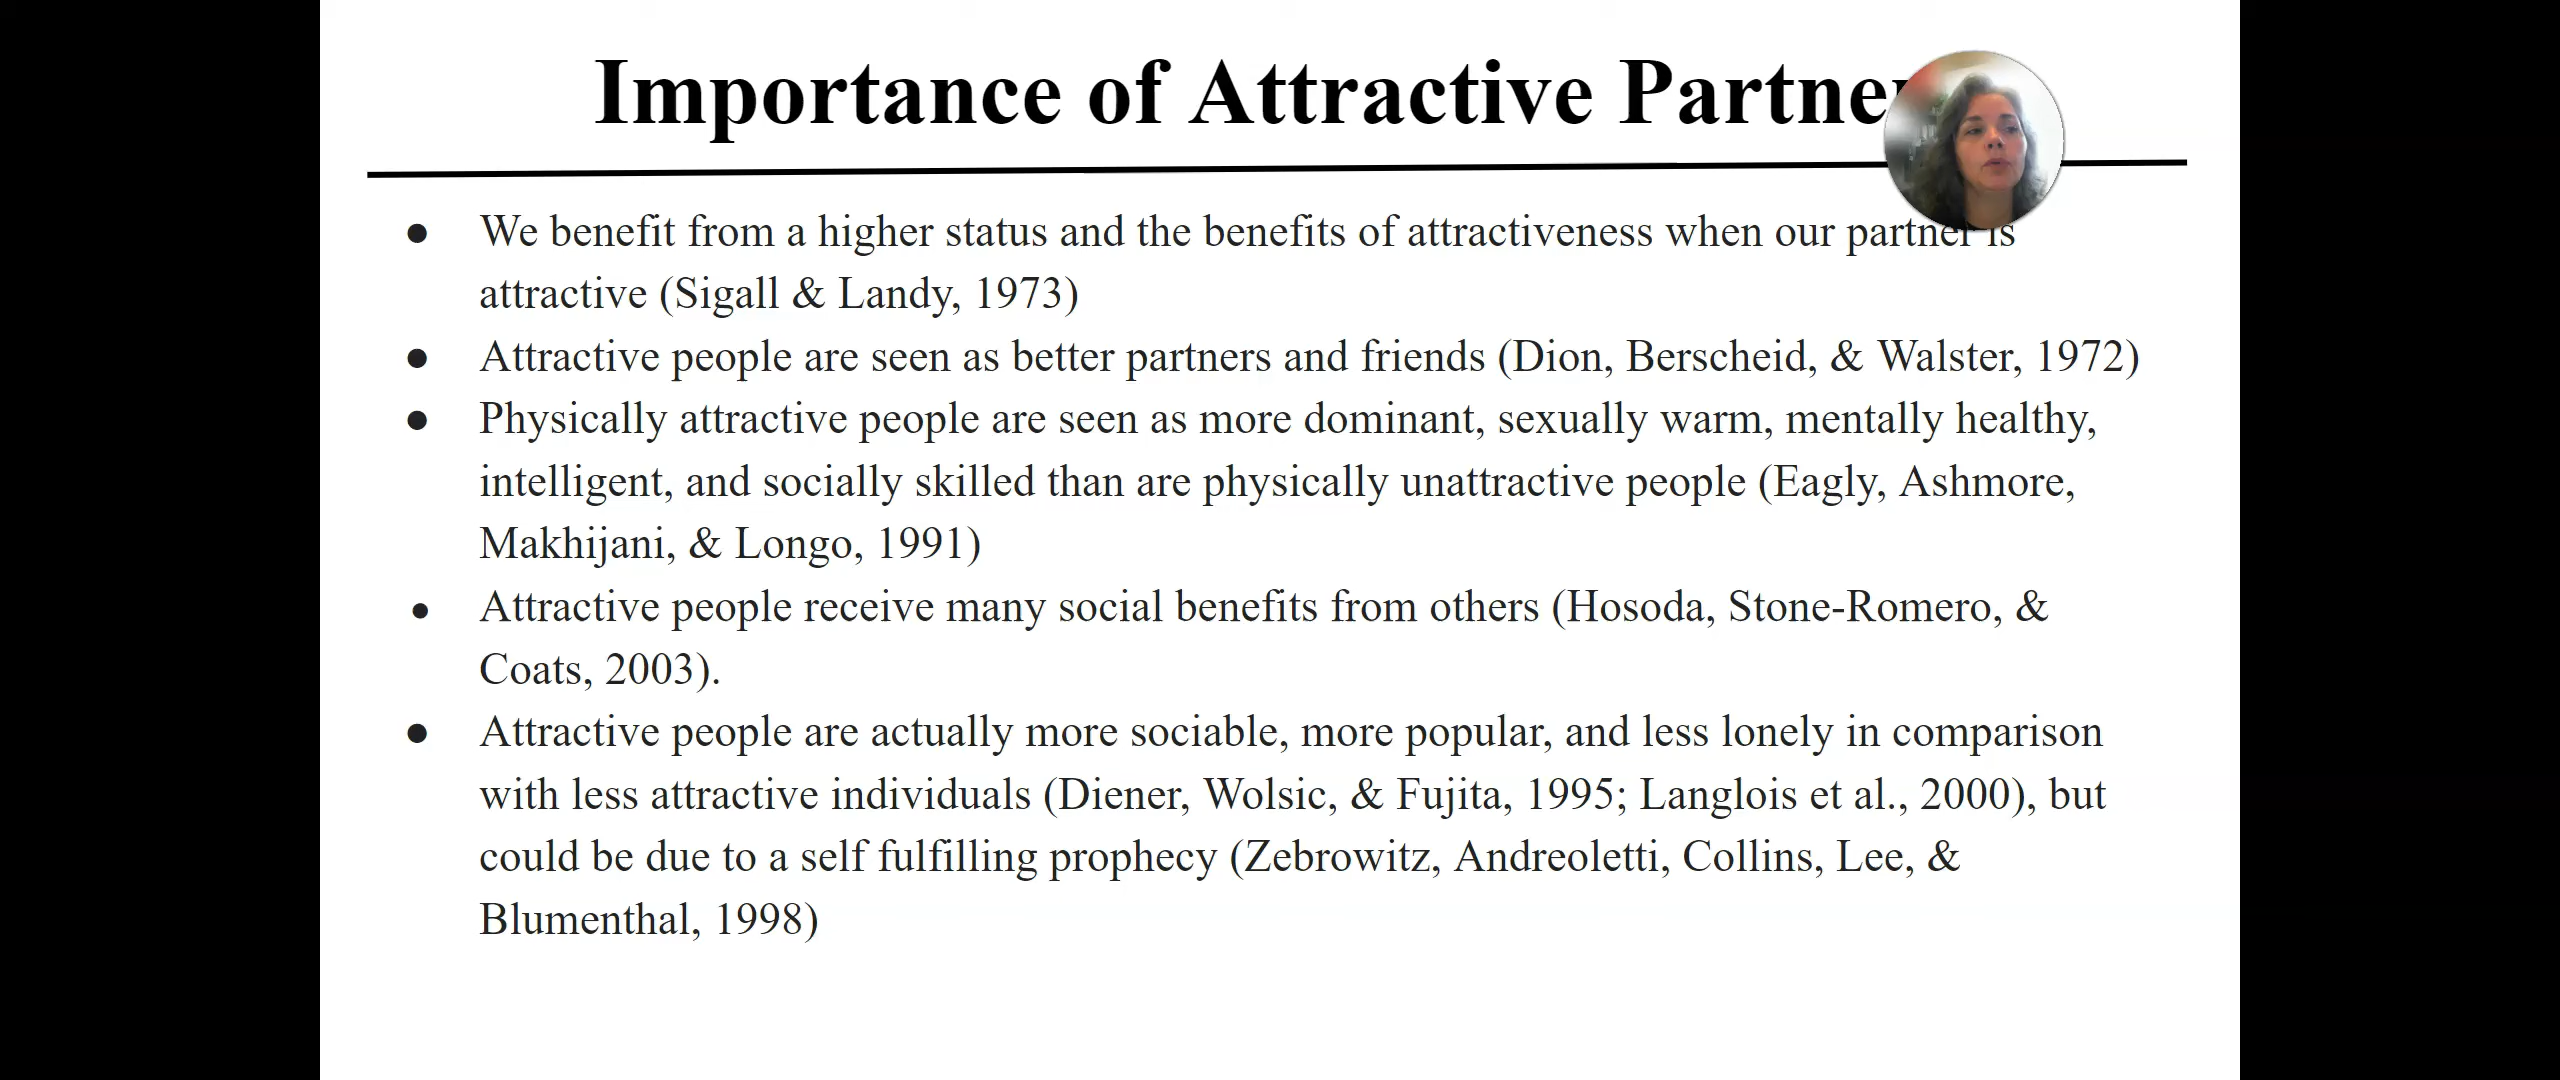 Importance of Attractive Partner
● We benefit from a higher status and the benefits of attractiveness when our partner is
attractive (Sigall & Landy, 1973)
● Attractive people are seen as better partners and friends (Dion, Berscheid, & Walster, 1972)
● Physically attractive people are seen as more dominant, sexually warm, mentally healthy,
intelligent, and socially skilled than are physically unattractive people (Eagly, Ashmore,
Makhijani, & Longo, 1991)
● Attractive people receive many social benefits from others (Hosoda, Stone-Romero, &
Coats, 2003).
● Attractive people are actually more sociable, more popular, and less lonely in comparison
with less attractive individuals (Diener, Wolsic, & Fujita, 1995; Langlois et al., 2000), but
could be due to a self fulfilling prophecy (Zebrowitz, Andreoletti, Collins, Lee, &
Blumenthal, 1998)